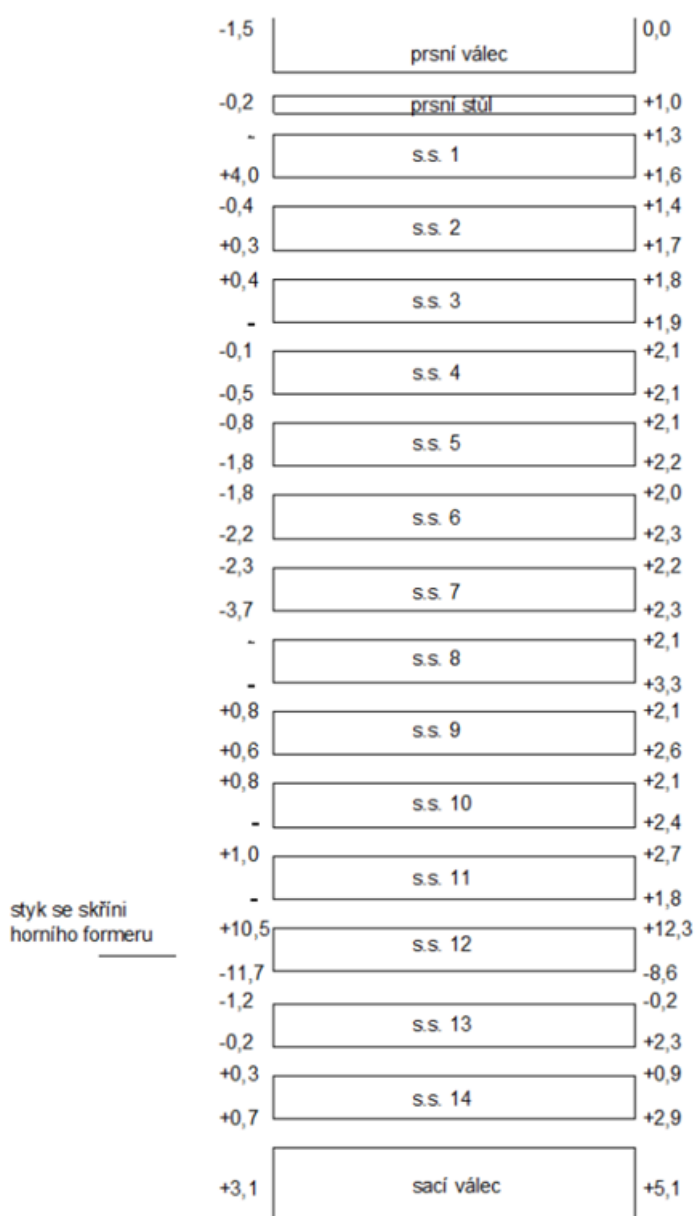 -1,5 0,0
prsní válec
-0,2 prsní stůl +1,0
- +1,3
s.s. 1
+4,0 +1,6
-0,4 +1,4
s.s. 2
+0,3 +1,7
+0,4 +1,8
s.s. 3
- +1,9
-0,1 +2,1
s.s. 4
-0,5 +2,1
-0,8 +2,1
s.s. 5
-1,8 +2,2
-1,8 +2,0
s.s. 6
-2,2 +2,3
-2,3 +2,2
s.s. 7
-3,7 +2,3
- +2,1
s.s. 8
- +3,3
+0,8 +2,1
s.s. 9
+0,6 +2,6
+0,8 +2,1
s.s. 10
- +2,4
+1,0 +2,7
s.s. 11
- +1,8
styk se skříni
horního formeru
+10,5 +12,3
s.s. 12
-11,7 -8,6
-1,2 -0,2
s.s. 13
-0,2 +2,3
+0,3 +0,9
s.s. 14
+0,7 +2,9
+3,1 sací válec +5,1